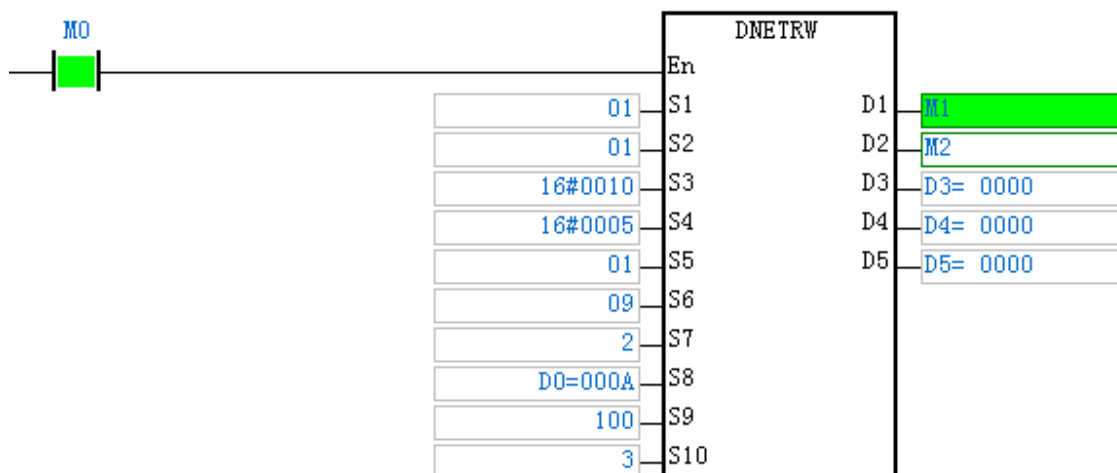 M0
DNETRW
En
01 S1 D1 M1
01 S2 D2 M2
16#0010 S3 D3 D3= 0000
16#0005 S4 D4 D4= 0000
01 S5 D5 D5= 0000
09 S6
2 S7
D0=000A S8
100 S9
3 S10